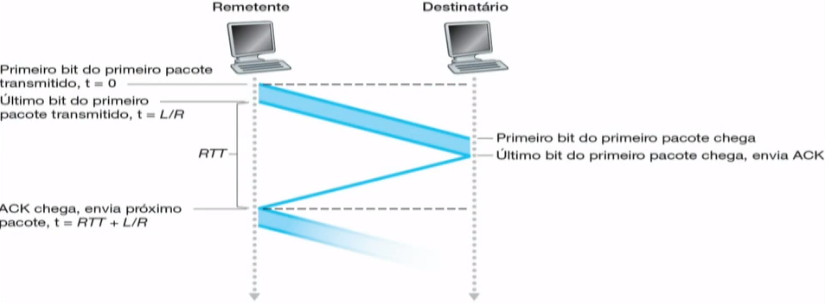 Remetente
Destinatário
Primeiro bit do primeiro pacote
transmitido, t = 0
Último bit do primeiro
pacote transmitido, t = L/R
Primeiro bit do primeiro pacote chega
Último bit do primeiro pacote chega, envia ACK
RTT
ACK chega, envia próximo
pacote, t = RTT + L/R